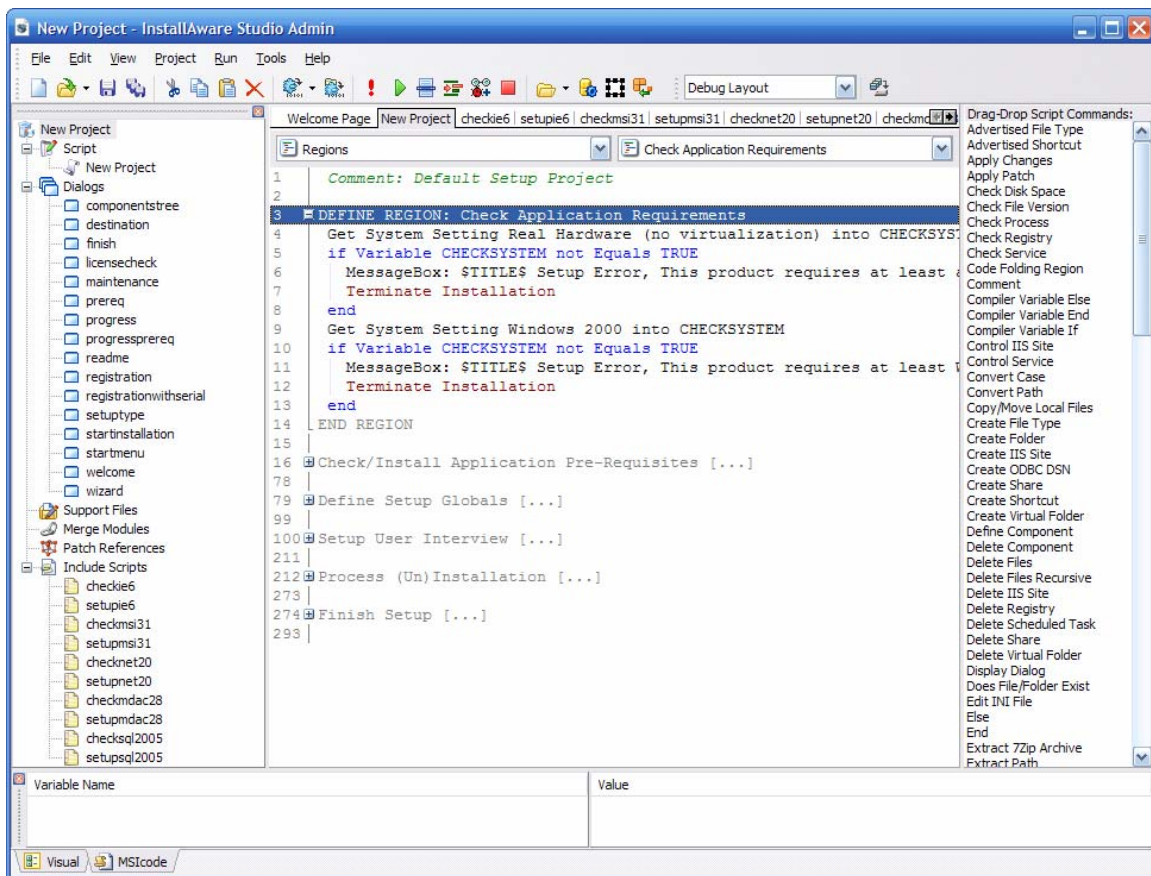 New Project - InstallAware Studio Admin
File Edit View Project Run Tools Help
Debug Layout
New Project
Script
New Project
Dialogs
componentstree
destination
finish
licensecheck
maintenance
prereq
progress
progressprereq
readme
registration
registrationwithserial
setuptype
startinstallation
startmenu
welcome
wizard
Support Files
Merge Modules
Patch References
Include Scripts
checkie6
setupie6
checkmsi31
setupmsi31
checknet20
setupnet20
checkmdac28
setupmdac28
checksql2005
setupsql2005
Welcome Page New Project checkie6 setupie6 checkmsi31 setupmsi31 checknet20 setupnet20
Regions Check Application Requirements
1 Comment: Default Setup Project
2
3 DEFINE REGION: Check Application Requirements
4 Get System Setting Real Hardware (no virtualization) into CHECKSYST
5 if Variable CHECKSYSTEM not Equals TRUE
6 MessageBox: $TITLE$ Setup Error, This product requires at least
7 Terminate Installation
8 end
9 Get System Setting Windows 2000 into CHECKSYSTEM
10 if Variable CHECKSYSTEM not Equals TRUE
11 MessageBox: $TITLE$ Setup Error, This product requires at least
12 Terminate Installation
13 end
14 END REGION
15
16 Check/Install Application Pre-Requisites [...]
78
79 Define Setup Globals [...]
99
100 Setup User Interview [...]
211
212 Process (Un)Installation [...]
273
274 Finish Setup [...]
293
Drag-Drop Script Commands:
Advertised File Type
Advertised Shortcut
Apply Changes
Apply Patch
Check Disk Space
Check File Version
Check Process
Check Registry
Check Service
Code Folding Region
Comment
Compiler Variable Else
Compiler Variable End
Compiler Variable If
Control IIS Site
Control Service
Convert Case
Convert Path
Copy/Move Local Files
Create File Type
Create Folder
Create IIS Site
Create ODBC DSN
Create Share
Create Shortcut
Create Virtual Folder
Define Component
Delete Component
Delete Files
Delete Files Recursive
Delete IIS Site
Delete Registry
Delete Scheduled Task
Delete Share
Delete Virtual Folder
Display Dialog
Does File/Folder Exist
Edit INI File
Else
End
Extract 7Zip Archive
Extract Path
Variable Name Value
Visual MSIcode